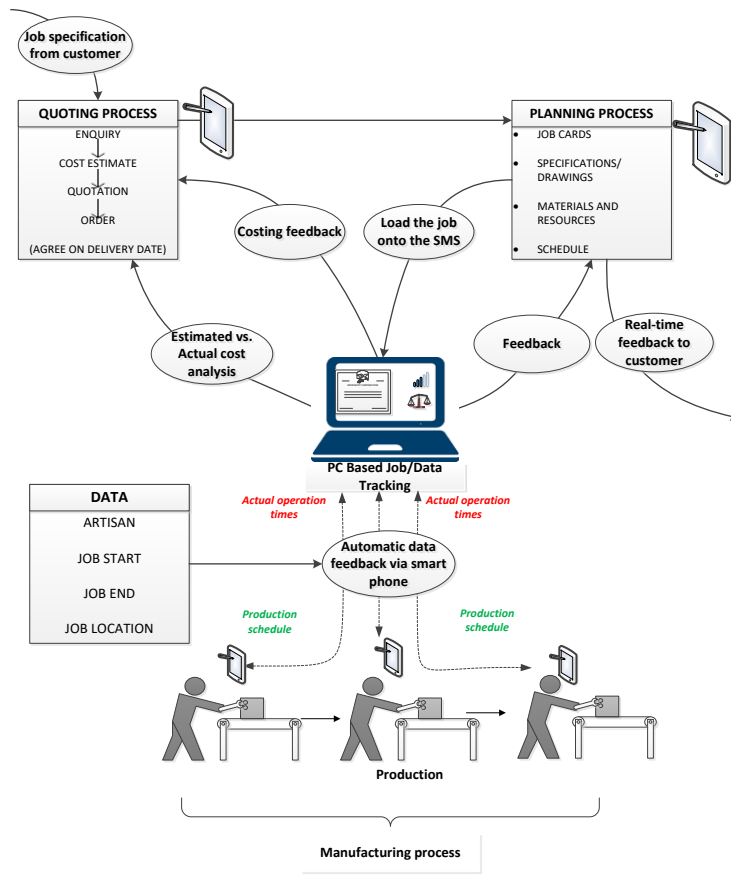 Job specification
from customer
QUOTING PROCESS
ENQUIRY
COST ESTIMATE
QUOTATION
ORDER
(AGREE ON DELIVERY DATE)
PLANNING PROCESS
• JOB CARDS
• SPECIFICATIONS/
DRAWINGS
• MATERIALS AND
RESOURCES
• SCHEDULE
Costing feedback
Load the job
onto the SMS
Estimated vs.
Actual cost
analysis
Feedback
Real-time
feedback to
customer
PC Based Job/Data
Tracking
Actual operation
times
Actual operation
times
DATA
ARTISAN
JOB START
JOB END
JOB LOCATION
Automatic data
feedback via smart
phone
Production
schedule
Production
schedule
Production
Manufacturing process